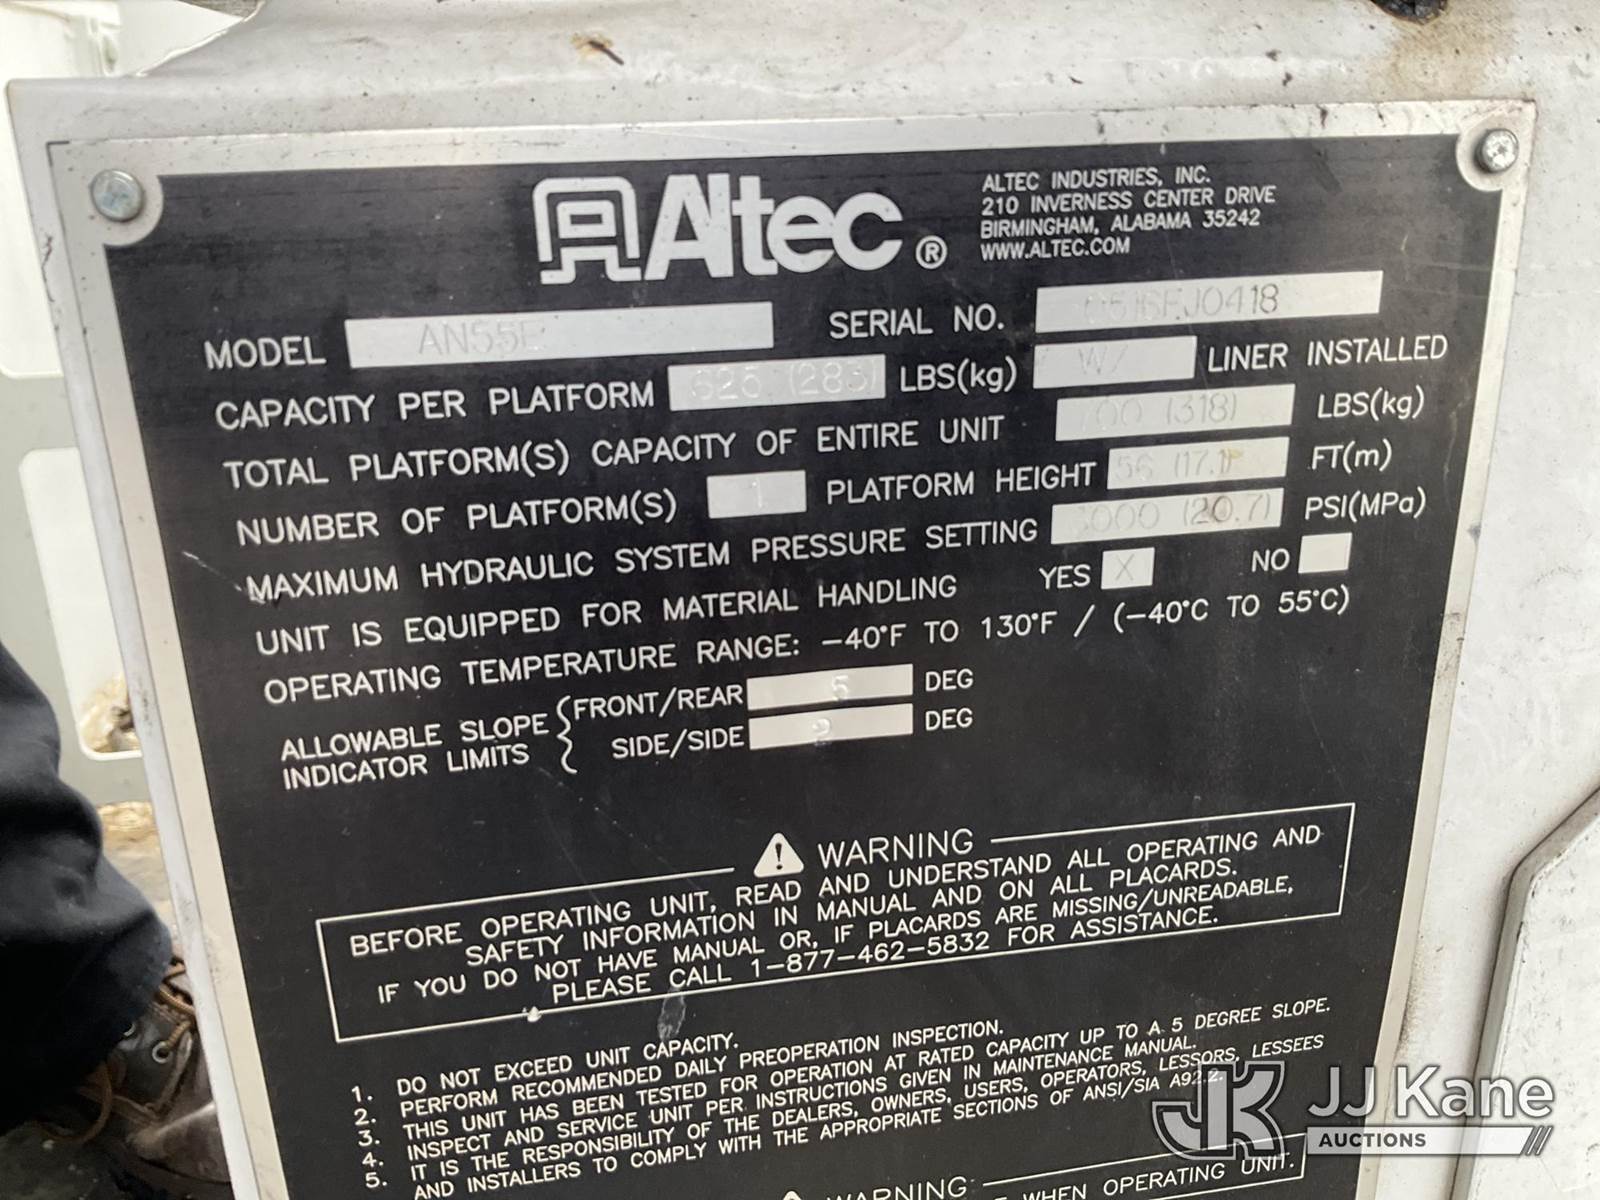 Altec®
ALTEC INDUSTRIES, INC.
210 INVERNESS CENTER DRIVE
BIRMINGHAM, ALABAMA 35242
WWW.ALTEC.COM
MODEL AN55E SERIAL NO. 0516FJ0418
CAPACITY PER PLATFORM (283) LBS(kg) W/ LINER INSTALLED
TOTAL PLATFORM(S) CAPACITY OF ENTIRE UNIT 700 (318) LBS(kg)
NUMBER OF PLATFORM(S) 1 PLATFORM HEIGHT 56 (17.1) FT(m)
MAXIMUM HYDRAULIC SYSTEM PRESSURE SETTING 3000 (20.7) PSI(MPa)
UNIT IS EQUIPPED FOR MATERIAL HANDLING YES X NO
OPERATING TEMPERATURE RANGE: -40°F TO 130°F / (-40°C TO 55°C)
ALLOWABLE SLOPE { FRONT/REAR 5 DEG
INDICATOR LIMITS SIDE/SIDE DEG
WARNING
BEFORE OPERATING UNIT, READ AND UNDERSTAND ALL OPERATING AND
SAFETY INFORMATION IN MANUAL AND ON ALL PLACARDS.
IF YOU DO NOT HAVE MANUAL OR, IF PLACARDS ARE MISSING/UNREADABLE,
PLEASE CALL 1-877-462-5832 FOR ASSISTANCE.
1. DO NOT EXCEED UNIT CAPACITY.
2. PERFORM RECOMMENDED DAILY PREOPERATION INSPECTION.
3. THIS UNIT HAS BEEN TESTED FOR OPERATION AT RATED CAPACITY UP TO A 5 DEGREE SLOPE.
4. INSPECT AND SERVICE UNIT PER INSTRUCTIONS GIVEN IN MAINTENANCE MANUAL.
5. IT IS THE RESPONSIBILITY OF THE DEALERS, OWNERS, USERS, OPERATORS, LESSORS, LESSEES
AND INSTALLERS TO COMPLY WITH THE APPROPRIATE SECTIONS OF ANSI/SIA A92.2.
WARNING
WHEN OPERATING UNIT.
JK JJ Kane
AUCTIONS